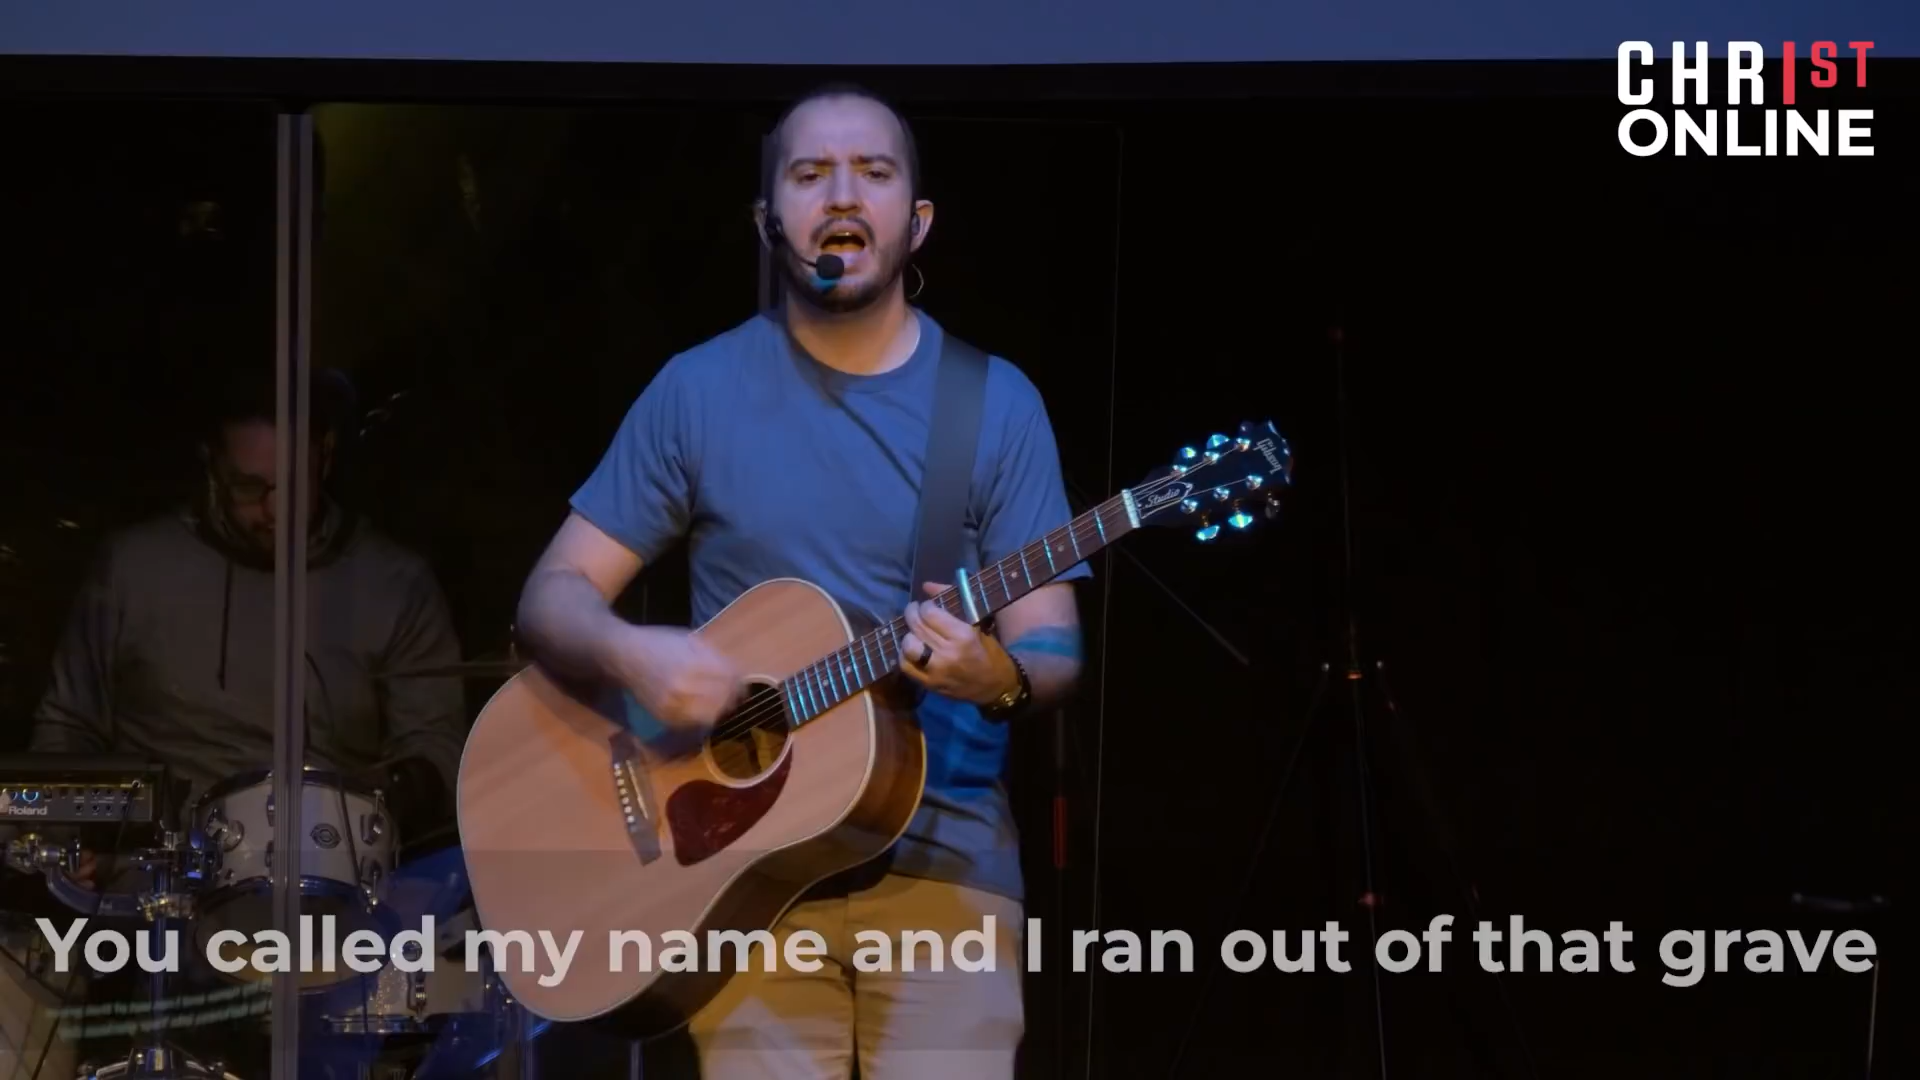 CHRIST
ONLINE
Gibson
Studio
Roland
You called my name and I ran out of that grave